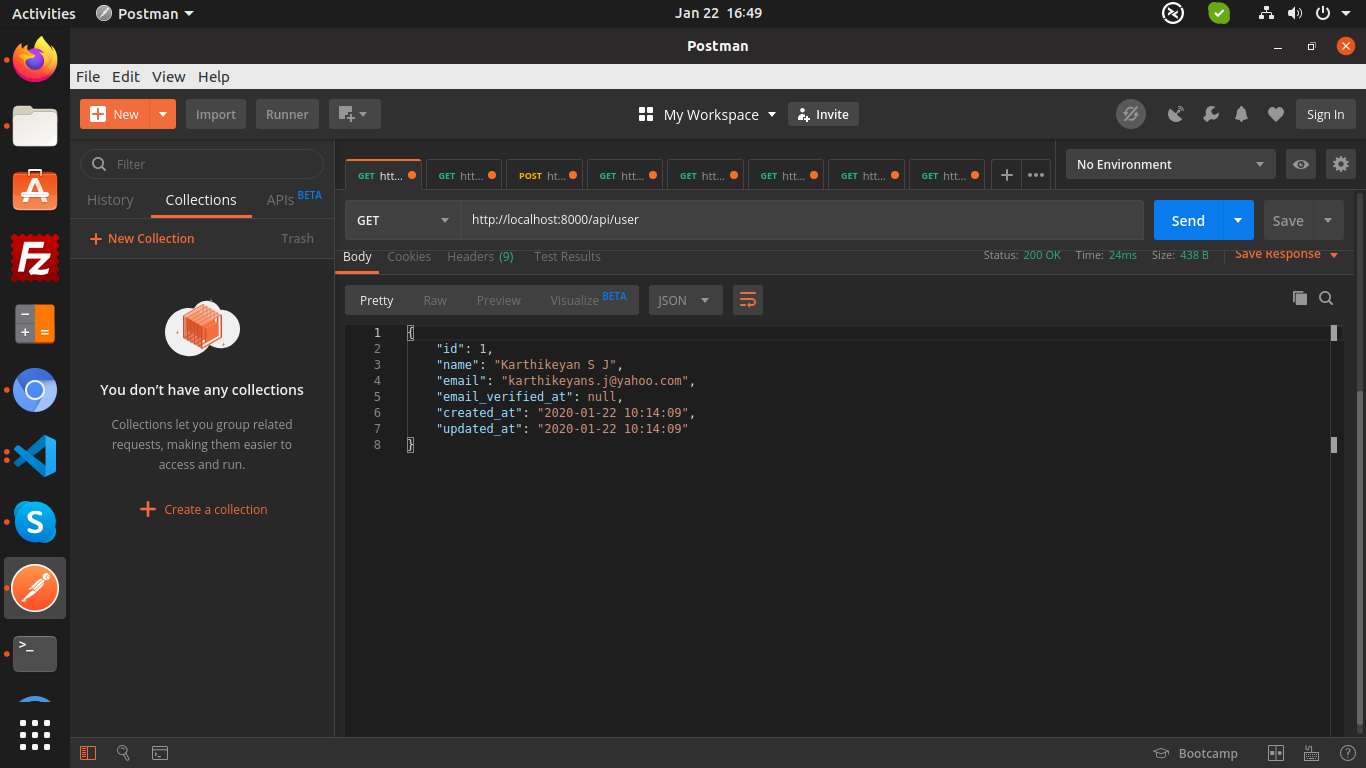 Activities Postman Jan 22 16:49
Postman
File Edit View Help
New Import Runner My Workspace Invite Sign In
Filter
GET htt... GET htt... POST ht... GET htt... GET htt... GET htt... GET htt... GET htt... No Environment
History Collections APIs BETA
GET http://localhost:8000/api/user Send Save
New Collection Trash
Body Cookies Headers (9) Test Results Status: 200 OK Time: 24ms Size: 438 B Save Response
Pretty Raw Preview Visualize BETA JSON
1 {
2 "id": 1,
3 "name": "Karthikeyan S J",
4 "email": "karthikeyans.j@yahoo.com",
5 "email_verified_at": null,
6 "created_at": "2020-01-22 10:14:09",
7 "updated_at": "2020-01-22 10:14:09"
8 }
You don't have any collections
Collections let you group related
requests, making them easier to
access and run.
Create a collection
Bootcamp